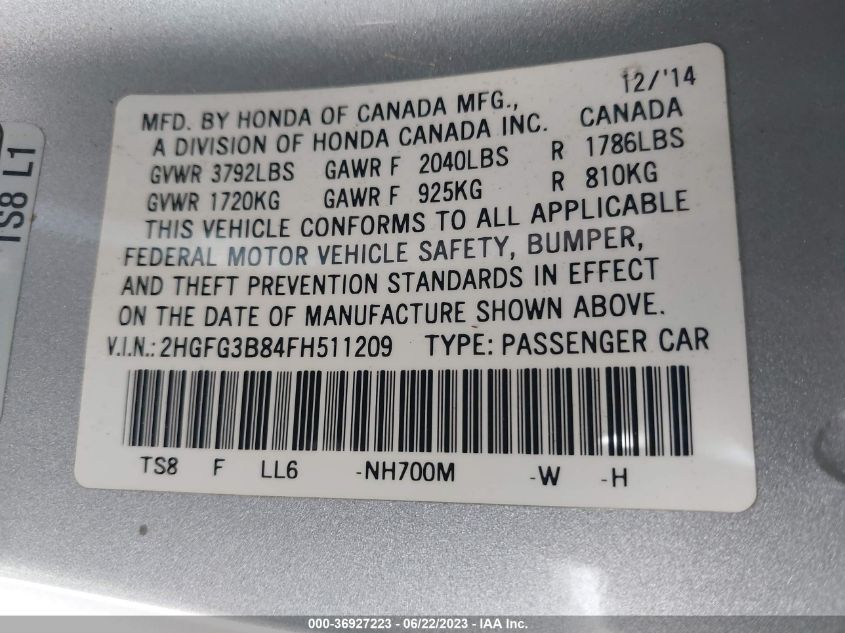 12/'14
MFD. BY HONDA OF CANADA MFG.,
A DIVISION OF HONDA CANADA INC. CANADA
GVWR 3792LBS GAWR F 2040LBS R 1786LBS
GVWR 1720KG GAWR F 925KG R 810KG
THIS VEHICLE CONFORMS TO ALL APPLICABLE
FEDERAL MOTOR VEHICLE SAFETY, BUMPER,
AND THEFT PREVENTION STANDARDS IN EFFECT
ON THE DATE OF MANUFACTURE SHOWN ABOVE.
V.I.N.: 2HGFG3B84FH511209 TYPE: PASSENGER CAR
TS8 F LL6 -NH700M -W -H
TS8 L1
000-36927223 - 06/22/2023 - IAA Inc.